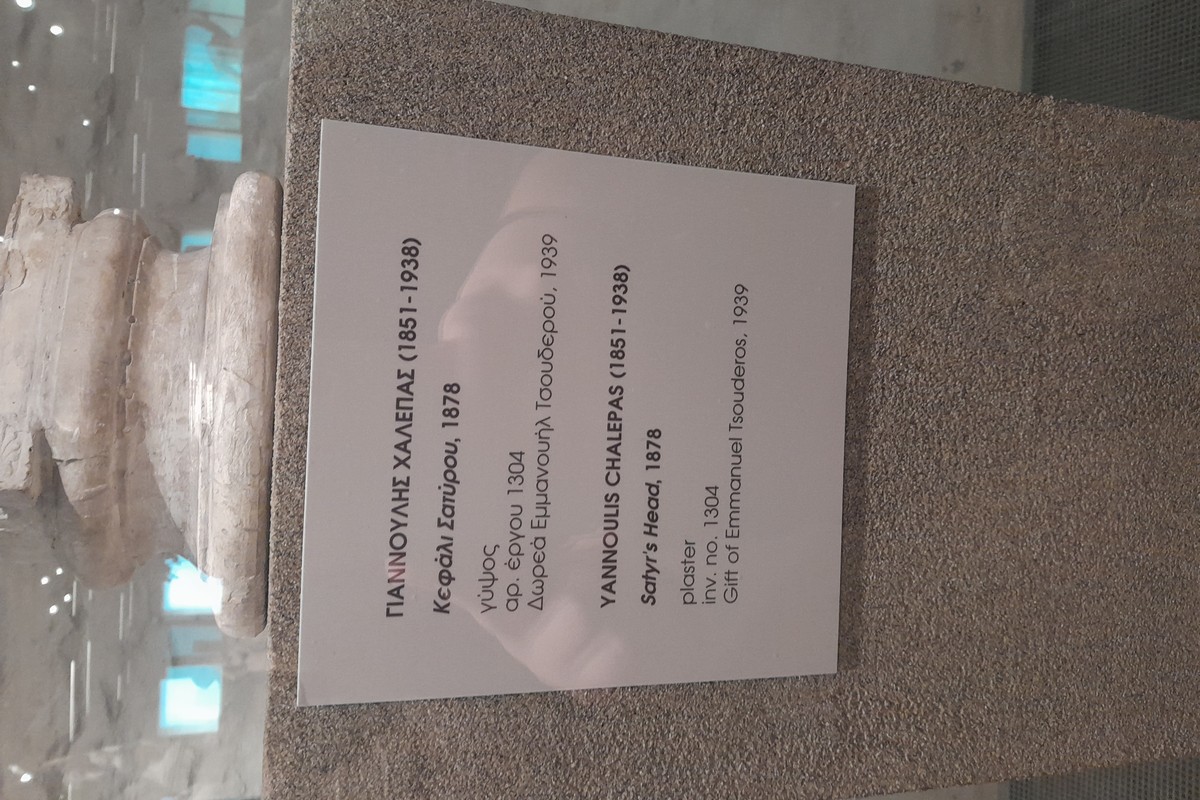 ΓΙΑΝΝΟΥΛΗΣ ΧΑΛΕΠΑΣ (1851-1938)
Κεφάλι Σατύρου, 1878
γύψος
αρ. έργου 1304
Δωρεά Εμμανουήλ Τσουδερού, 1939
YANNOULIS CHALEPAS (1851-1938)
Satyr's Head, 1878
plaster
inv. no. 1304
Gift of Emmanuel Tsouderos, 1939